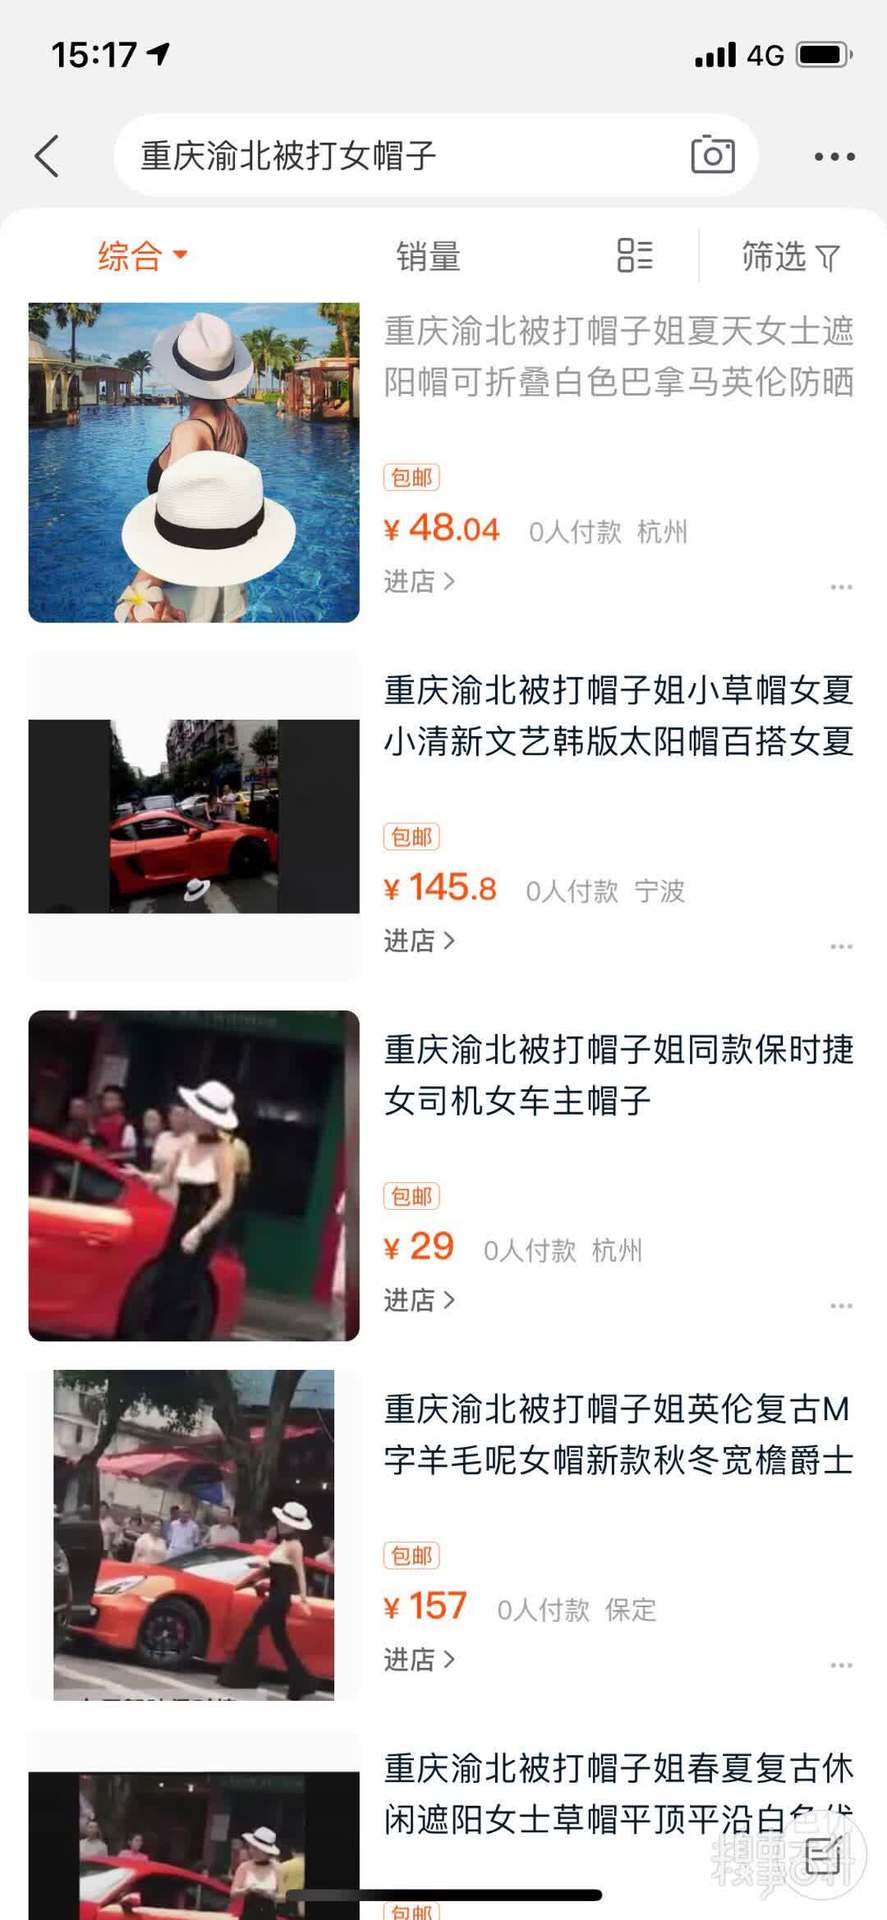 15:17
4G
重庆渝北被打女帽子
综合
销量
筛选
重庆渝北被打帽子姐夏天女士遮
阳帽可折叠白色巴拿马英伦防晒
包邮
¥ 48.04 0人付款 杭州
进店
重庆渝北被打帽子姐小草帽女夏
小清新文艺韩版太阳帽百搭女夏
包邮
¥ 145.8 0人付款 宁波
进店
重庆渝北被打帽子姐同款保时捷
女司机女车主帽子
包邮
¥ 29 0人付款 杭州
进店
重庆渝北被打帽子姐英伦复古M
字羊毛呢女帽新款秋冬宽檐爵士
包邮
¥ 157 0人付款 保定
进店
重庆渝北被打帽子姐春夏复古休
闲遮阳女士草帽平顶平沿白色优
包邮